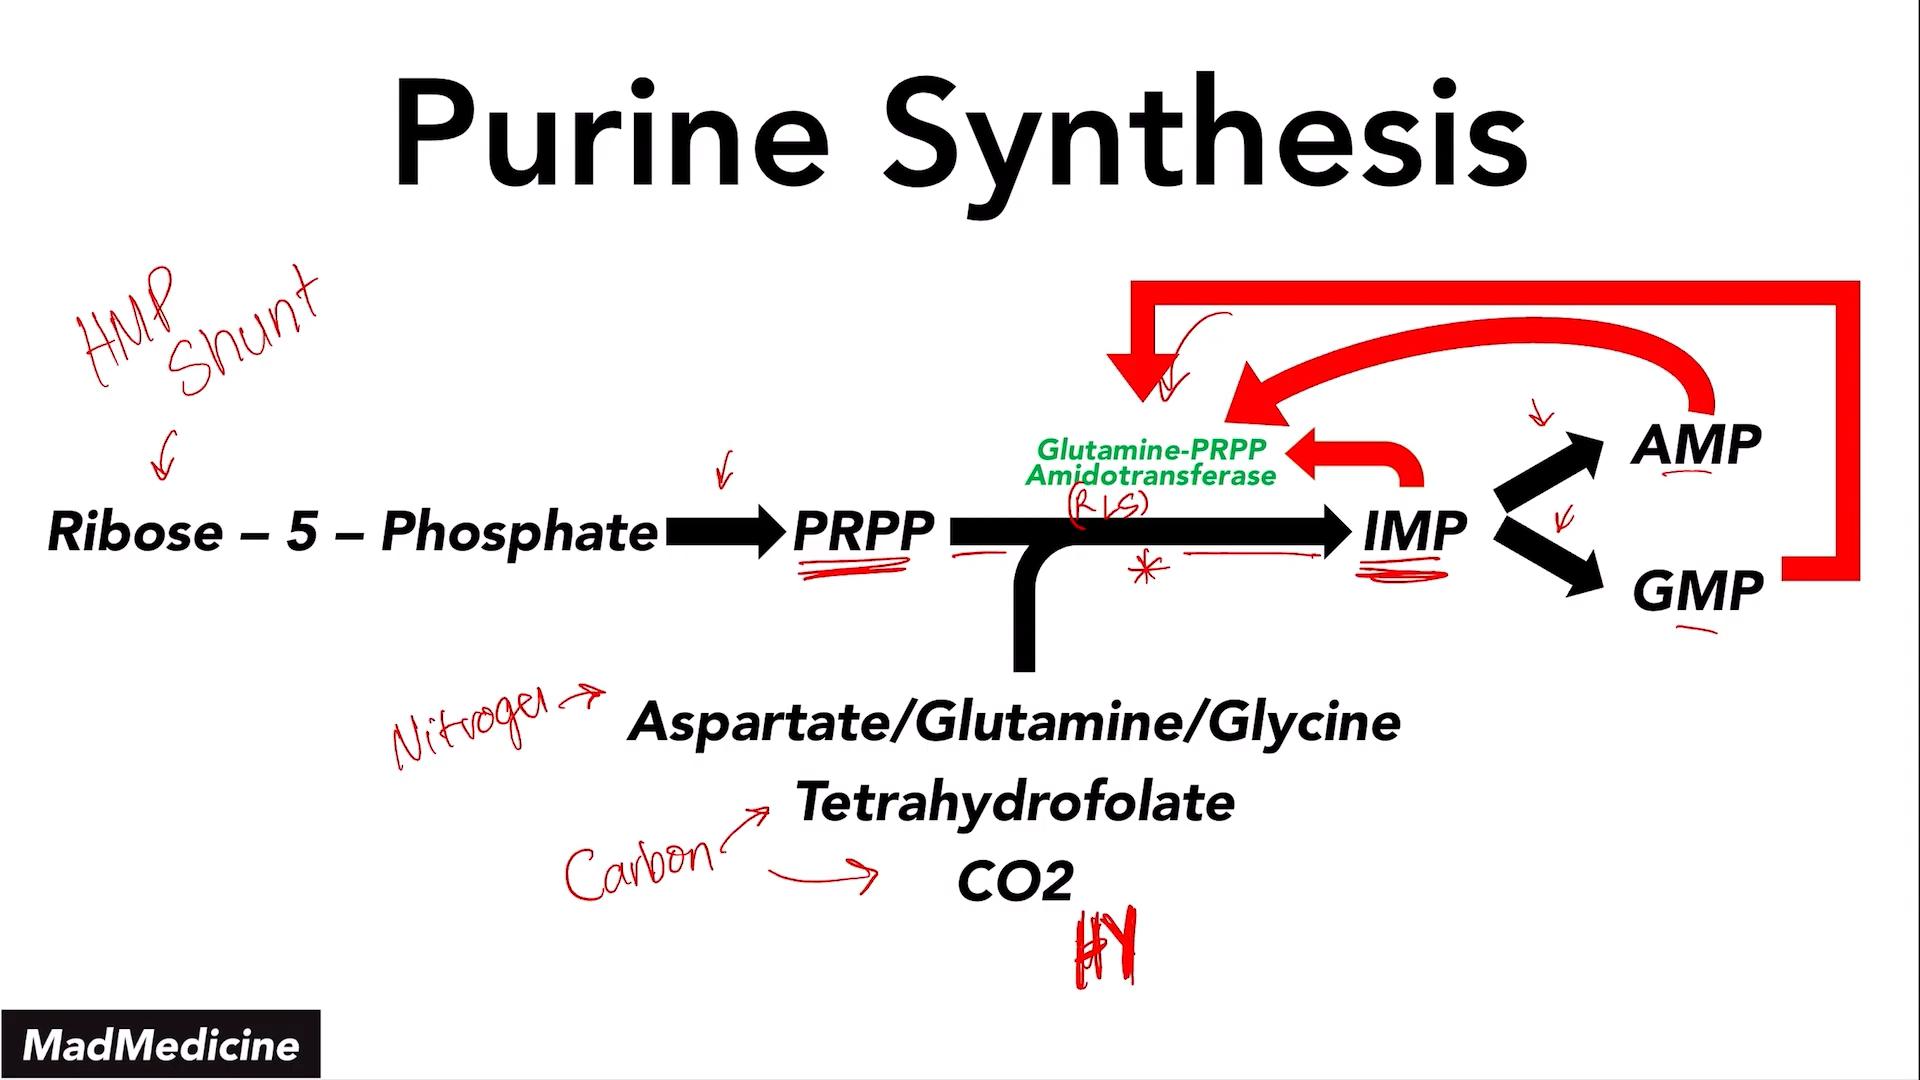 Purine Synthesis
HMP
Shunt
Glutamine-PRPP
Amidotransferase
(RLS)
AMP
Ribose – 5 – Phosphate
PRPP
*
IMP
GMP
Nitrogen
Aspartate/Glutamine/Glycine
Tetrahydrofolate
Carbon
CO2
HY
MadMedicine